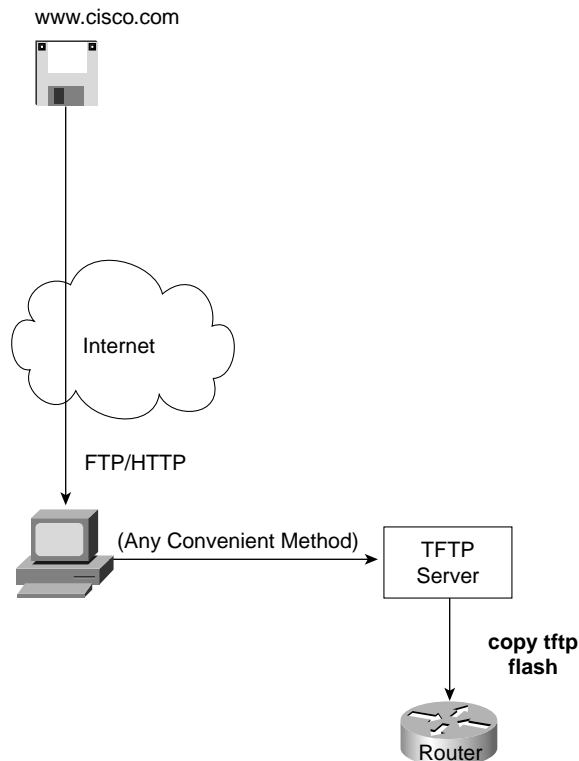 www.cisco.com
Internet
FTP/HTTP
(Any Convenient Method)
TFTP
Server
copy tftp
flash
Router